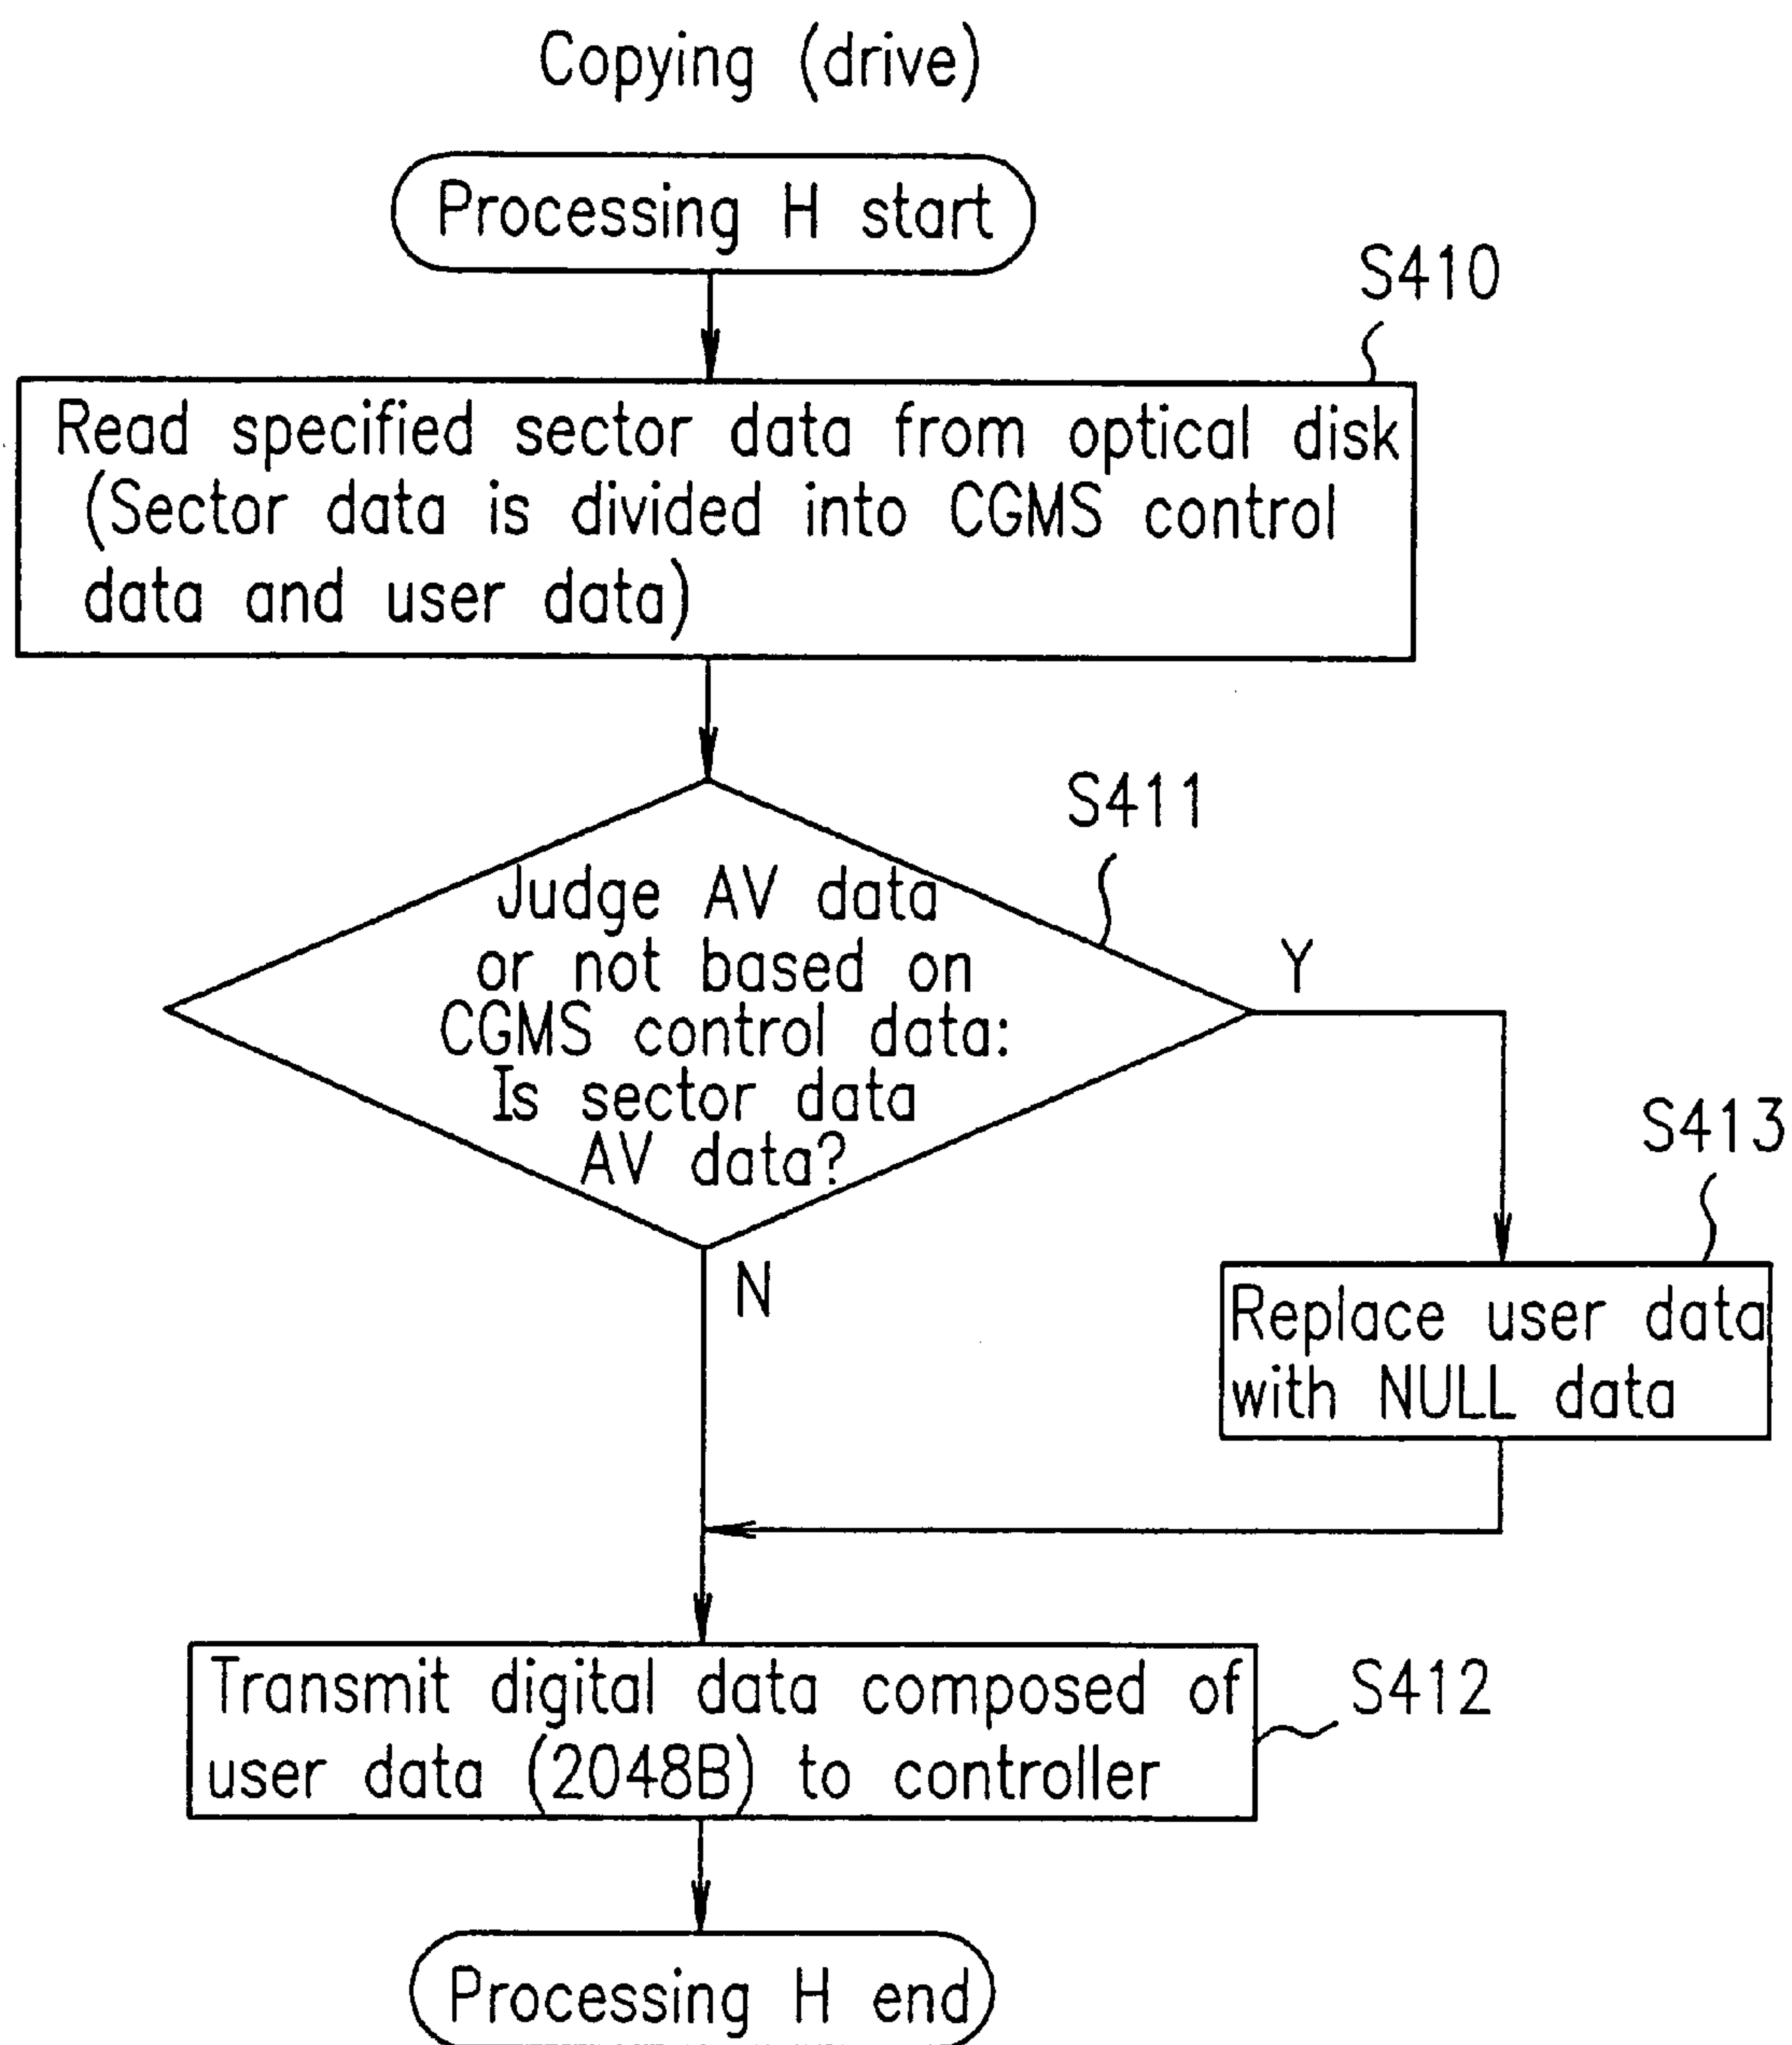 Copying (drive)
Processing H start
S410
Read specified sector data from optical disk
(Sector data is divided into CGMS control
data and user data)
S411
Judge AV data
or not based on
CGMS control data:
Is sector data
AV data?
Y
N
S413
Replace user data
with NULL data
Transmit digital data composed of
user data (2048B) to controller
S412
Processing H end